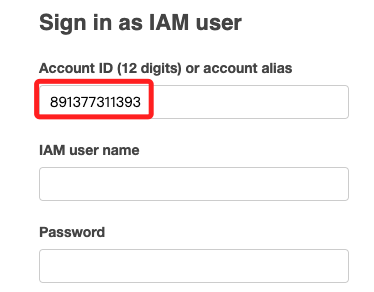 Sign in as IAM user
Account ID (12 digits) or account alias
891377311393
IAM user name
Password